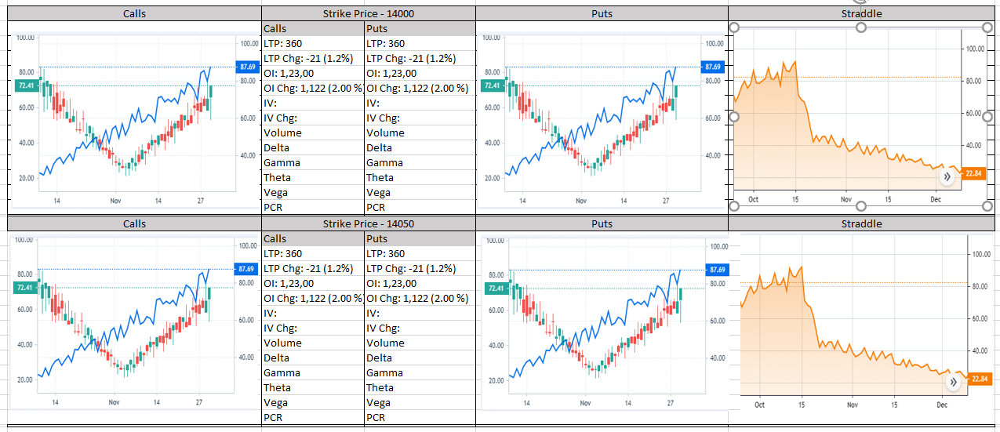 Calls Strike Price - 14000 Puts Straddle
Calls Puts
LTP: 360 LTP: 360
LTP Chg: -21 (1.2%) LTP Chg: -21 (1.2%)
OI: 1,23,00 OI: 1,23,00
OI Chg: 1,122 (2.00 %) OI Chg: 1,122 (2.00 %)
IV: IV:
IV Chg: IV Chg:
Volume Volume
Delta Delta
Gamma Gamma
Theta Theta
Vega Vega
PCR PCR
100.00
80.00
60.00
40.00
20.00
72.41
100.00
87.69
80.00
60.00
40.00
14 Nov 14 27
100.00
80.00
60.00
40.00
20.00
72.41
100.00
87.69
80.00
60.00
40.00
14 Nov 14 27
100.00
80.00
60.00
40.00
22.84
Oct 15 Nov 15 Dec
Calls Strike Price - 14050 Puts Straddle
Calls Puts
LTP: 360 LTP: 360
LTP Chg: -21 (1.2%) LTP Chg: -21 (1.2%)
OI: 1,23,00 OI: 1,23,00
OI Chg: 1,122 (2.00 %) OI Chg: 1,122 (2.00 %)
IV: IV:
IV Chg: IV Chg:
Volume Volume
Delta Delta
Gamma Gamma
Theta Theta
Vega Vega
PCR PCR
100.00
80.00
60.00
40.00
20.00
72.41
100.00
87.69
80.00
60.00
40.00
14 Nov 14 27
100.00
80.00
60.00
40.00
20.00
72.41
100.00
87.69
80.00
60.00
40.00
14 Nov 14 27
100.00
80.00
60.00
40.00
22.84
Oct 15 Nov 15 Dec